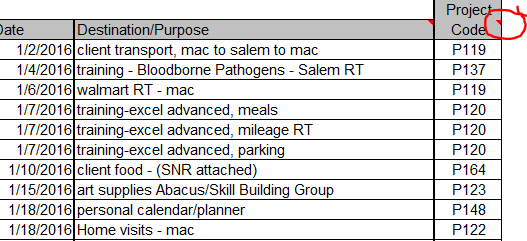 Project
Date Destination/Purpose Code
1/2/2016 client transport, mac to salem to mac P119
1/4/2016 training - Bloodborne Pathogens - Salem RT P137
1/6/2016 walmart RT - mac P119
1/7/2016 training-excel advanced, meals P120
1/7/2016 training-excel advanced, mileage RT P120
1/7/2016 training-excel advanced, parking P120
1/10/2016 client food - (SNR attached) P164
1/15/2016 art supplies Abacus/Skill Building Group P123
1/18/2016 personal calendar/planner P148
1/18/2016 Home visits - mac P122